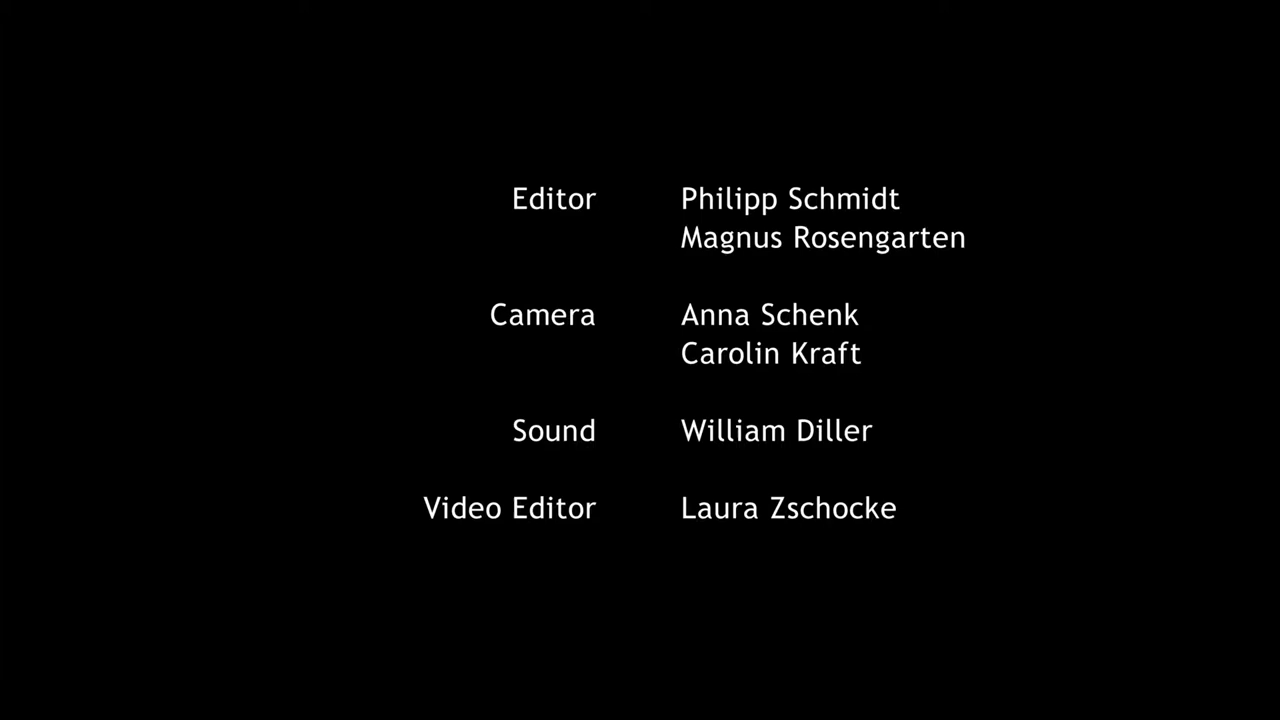 Editor Philipp Schmidt
Magnus Rosengarten
Camera Anna Schenk
Carolin Kraft
Sound William Diller
Video Editor Laura Zschocke